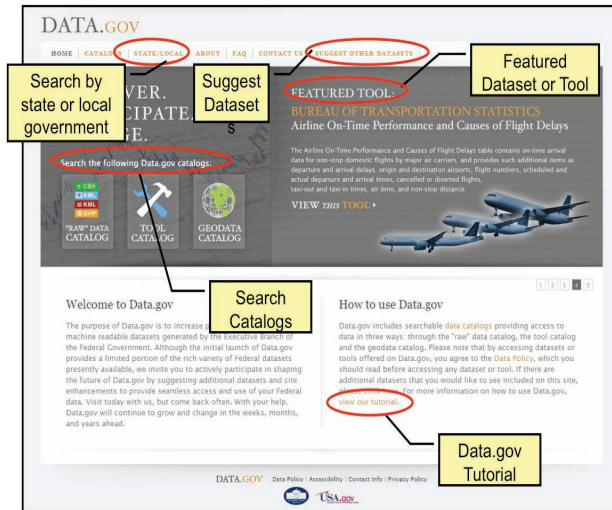 DATA.GOV
HOME | CATALOGS | STATE/LOCAL | ABOUT | FAQ | CONTACT US | SUGGEST OTHER DATASETS
Search by
state or local
government
Suggest
Dataset
s
Featured
Dataset or Tool
VER.
CIPATE.
GE.
Search the following Data.gov catalogs:
+ CSV
XML
KML
SHP
"RAW" DATA
CATALOG
TOOL
CATALOG
GEODATA
CATALOG
FEATURED TOOL:
BUREAU OF TRANSPORTATION STATISTICS
Airline On-Time Performance and Causes of Flight Delays
The Airline On-Time Performance and Causes of Flight Delays table contains on-time arrival
data for non-stop domestic flights by major air carriers, and provides such additional items as
departure and arrival delays, origin and destination airports, flight numbers, scheduled and
actual departure and arrival times, cancelled or diverted flights,
taxi-out and taxi-in times, air time, and non-stop distance.
VIEW THIS TOOL
1 2 3 4 5
Search
Catalogs
Welcome to Data.gov
The purpose of Data.gov is to increase p
machine readable datasets generated by the Executive Branch of
the Federal Government. Although the initial launch of Data.gov
provides a limited portion of the rich variety of Federal datasets
presently available, we invite you to actively participate in shaping
the future of Data.gov by suggesting additional datasets and site
enhancements to provide seamless access and use of your Federal
data. Visit today with us, but come back often. With your help,
Data.gov will continue to grow and change in the weeks, months,
and years ahead.
How to use Data.gov
Data.gov includes searchable data catalogs providing access to
data in three ways: through the "raw" data catalog, the tool catalog
and the geodata catalog. Please note that by accessing datasets or
tools offered on Data.gov, you agree to the Data Policy, which you
should read before accessing any dataset or tool. If there are
additional datasets that you would like to see included on this site,
please click here. For more information on how to use Data.gov,
view our tutorial.
Data.gov
Tutorial
DATA.GOV Data Policy | Accessibility | Contact Info | Privacy Policy
USA.gov